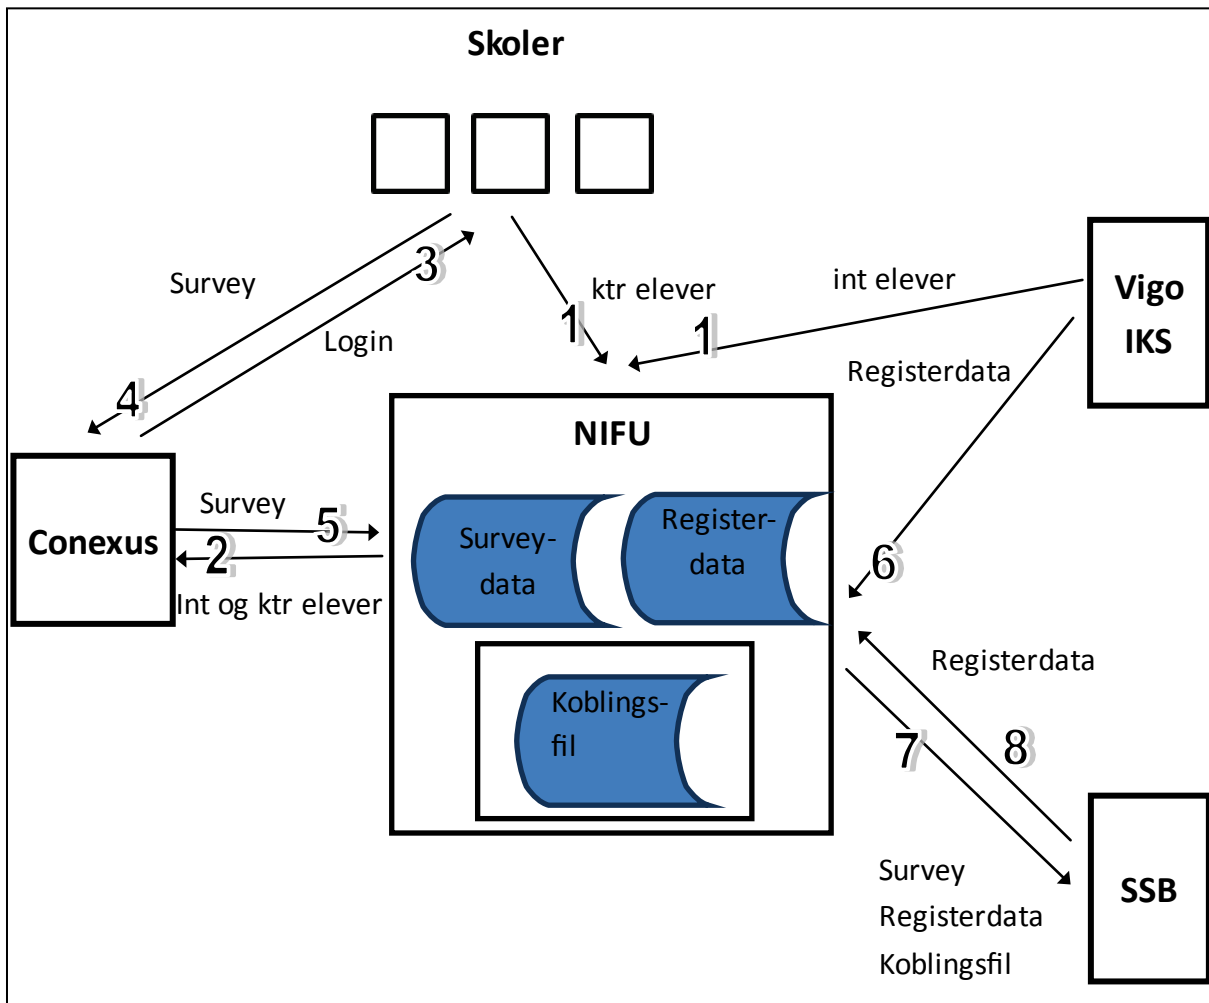 Skoler
3
Survey
int elever
ktr elever
Vigo
IKS
1
1
Login
Registerdata
4
NIFU
Survey
5
Conexus
2
Int og ktr elever
Survey-
data
Register-
data
6
Registerdata
Koblings-
fil
7
8
Survey
Registerdata
Koblingsfil
SSB